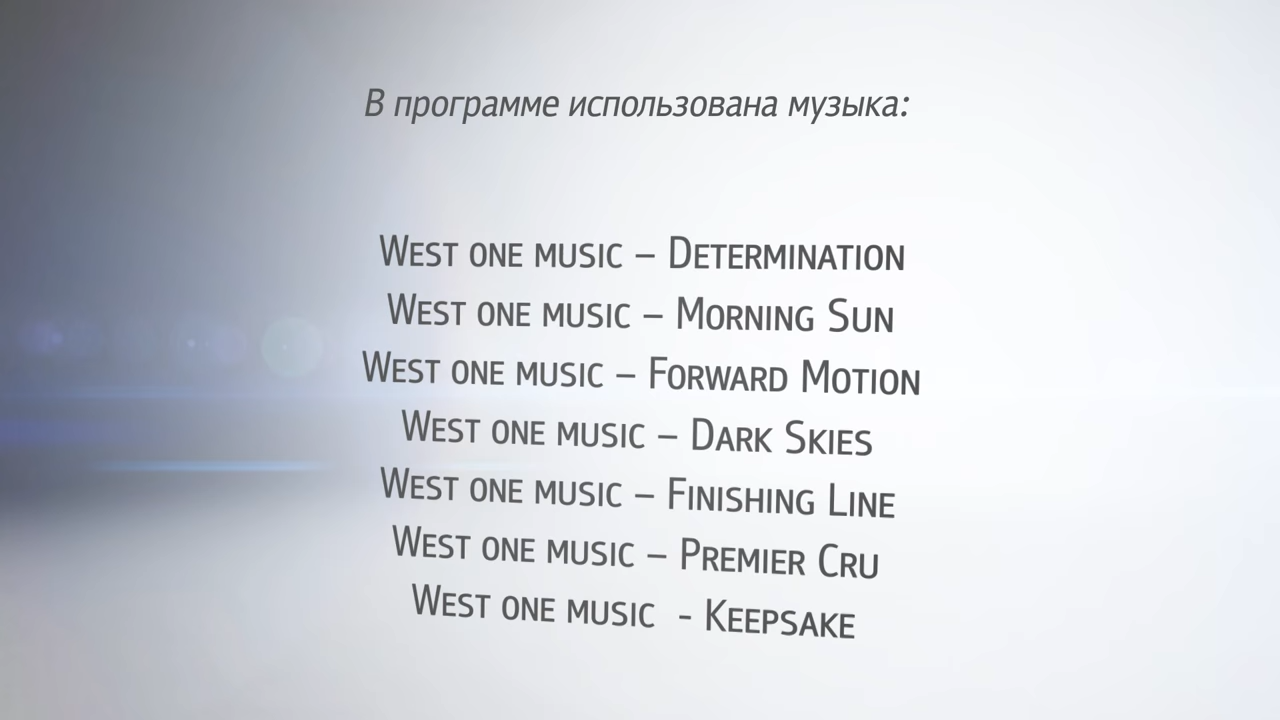 В программе использована музыка:
West one music – Determination
West one music – Morning Sun
West one music – Forward Motion
West one music – Dark Skies
West one music – Finishing Line
West one music – Premier Cru
West one music - Keepsake